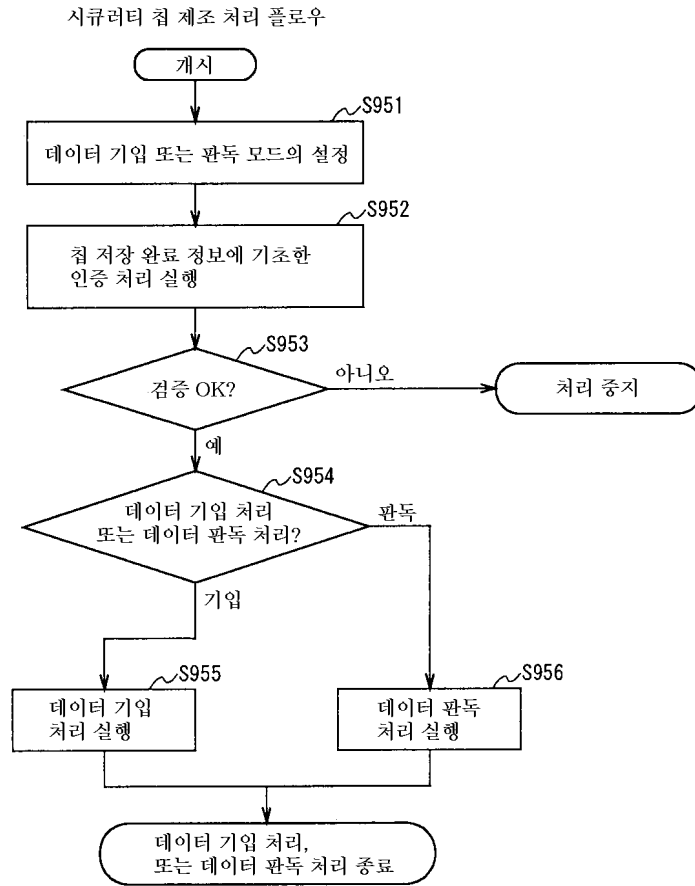 시큐러티 칩 제조 처리 플로우
개시
S951
데이터 기입 또는 판독 모드의 설정
S952
칩 저장 완료 정보에 기초한
인증 처리 실행
S953
검증 OK?
아니오
처리 중지
예
S954
데이터 기입 처리
또는 데이터 판독 처리?
판독
기입
S955
데이터 기입
처리 실행
S956
데이터 판독
처리 실행
데이터 기입 처리,
또는 데이터 판독 처리 종료